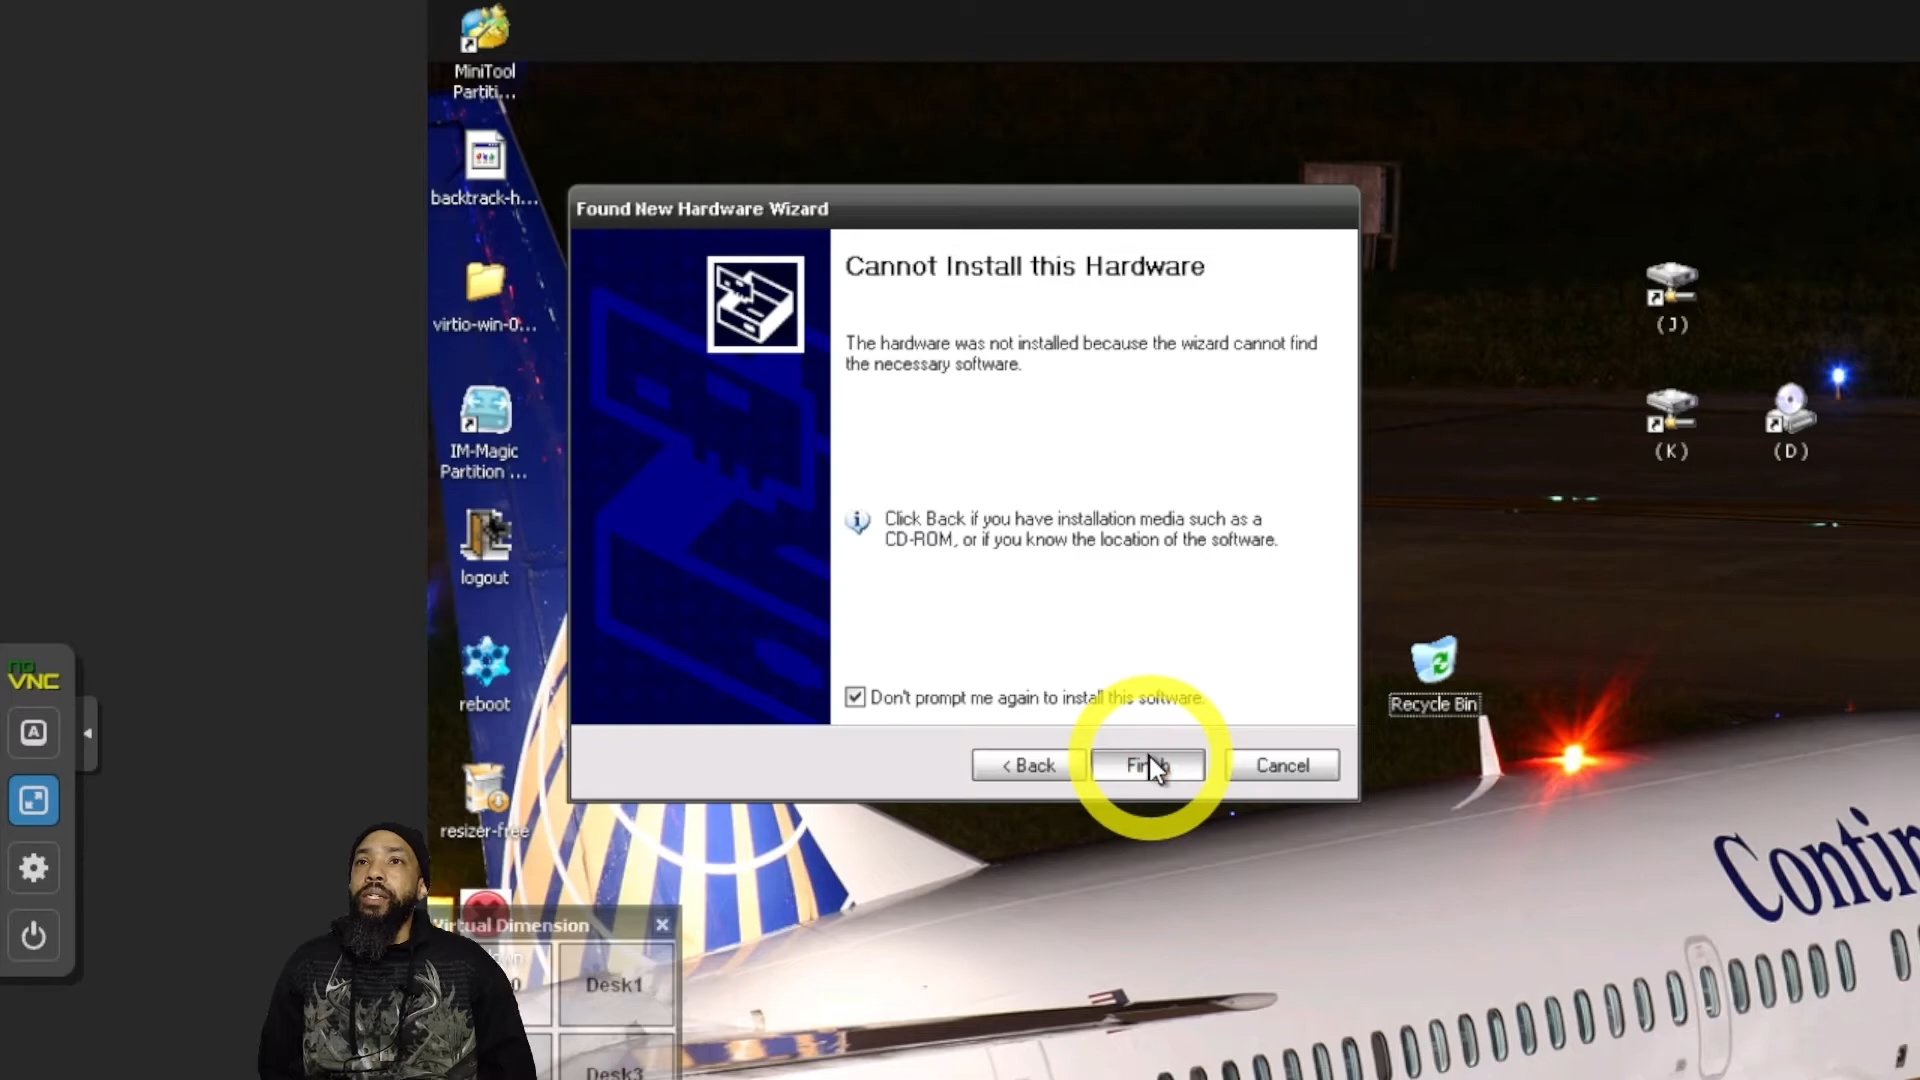 MiniTool
Partiti...
backtrack-h...
virtio-win-0...
IM-Magic
Partition ...
logout
reboot
resizer-free
no
VNC
A
Found New Hardware Wizard
Cannot Install this Hardware
The hardware was not installed because the wizard cannot find
the necessary software.
Click Back if you have installation media such as a
CD-ROM, or if you know the location of the software.
Don't prompt me again to install this software.
< Back
Finish
Cancel
(J)
(K)
(D)
Recycle Bin
Virtual Dimension
Desk1
Desk3
Contin